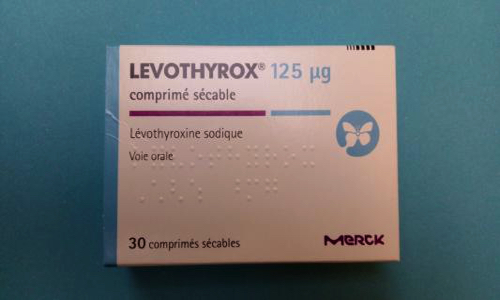 LEVOTHYROX® 125 µg
comprimé sécable
Lévothyroxine sodique
Voie orale
30 comprimés sécables
MERCK